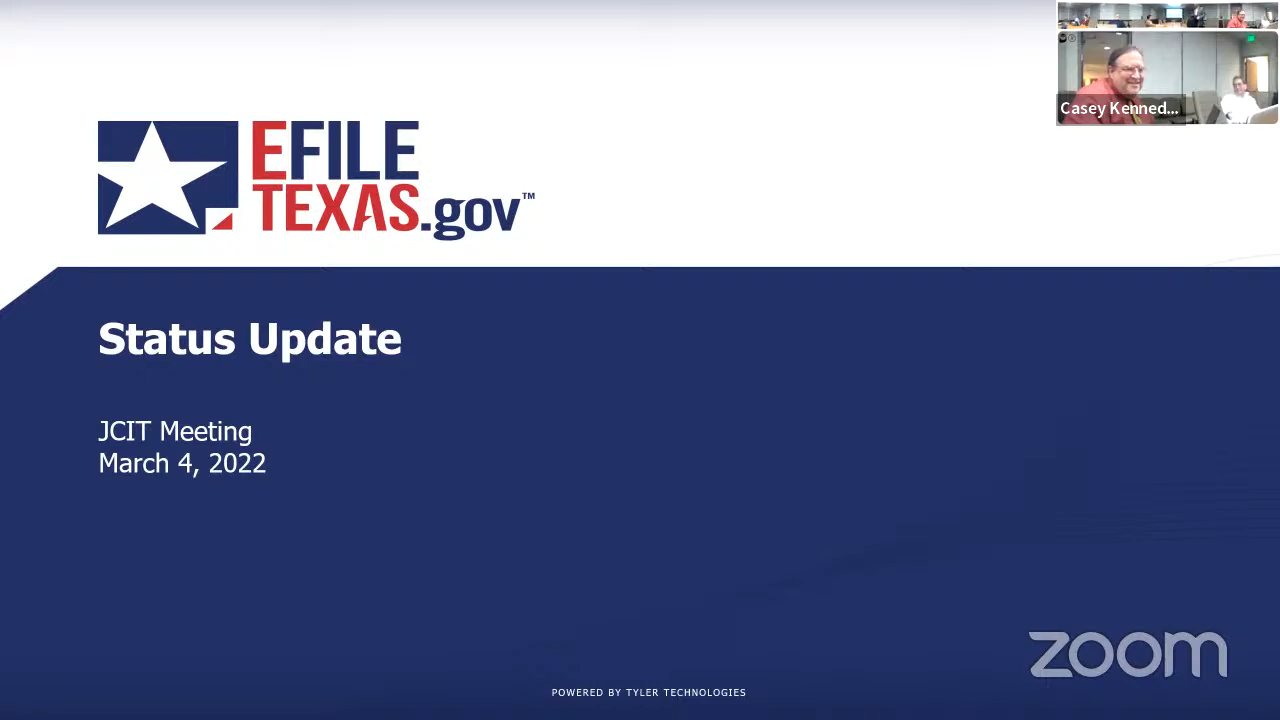 Casey Kenned...
EFILE
TEXAS.gov™
Status Update
JCIT Meeting
March 4, 2022
zoom
POWERED BY TYLER TECHNOLOGIES